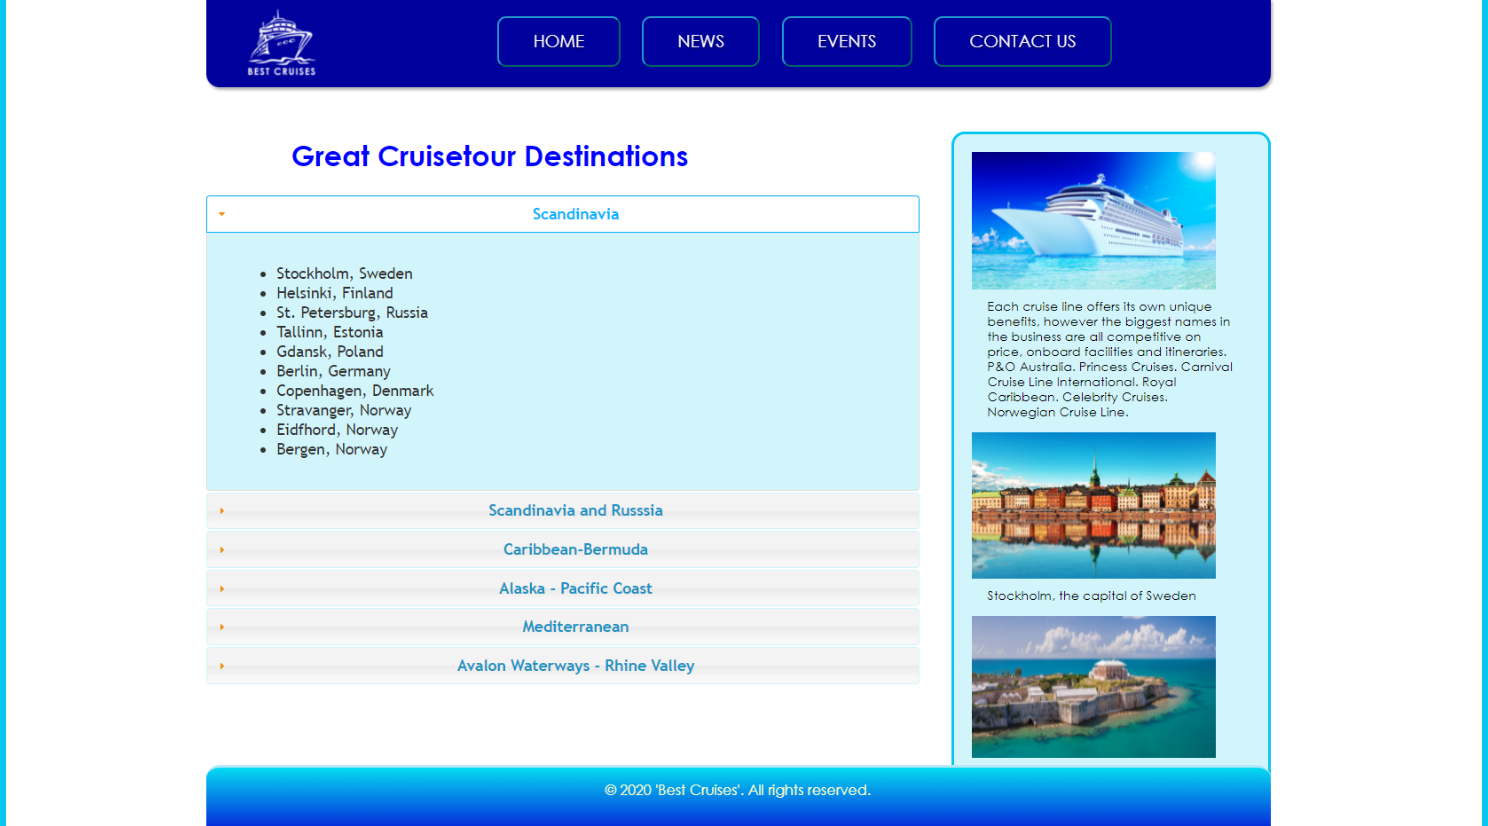 BEST CRUISES
HOME
NEWS
EVENTS
CONTACT US
Great Cruisetour Destinations
Scandinavia
Stockholm, Sweden
Helsinki, Finland
St. Petersburg, Russia
Tallinn, Estonia
Gdansk, Poland
Berlin, Germany
Copenhagen, Denmark
Stravanger, Norway
Eidfhord, Norway
Bergen, Norway
Scandinavia and Russsia
Caribbean-Bermuda
Alaska - Pacific Coast
Mediterranean
Avalon Waterways - Rhine Valley
Each cruise line offers its own unique
benefits, however the biggest names in
the business are all competitive on
price, onboard facilities and itineraries.
P&O Australia. Princess Cruises. Carnival
Cruise Line International. Royal
Caribbean. Celebrity Cruises.
Norwegian Cruise Line.
Stockholm, the capital of Sweden
© 2020 'Best Cruises'. All rights reserved.